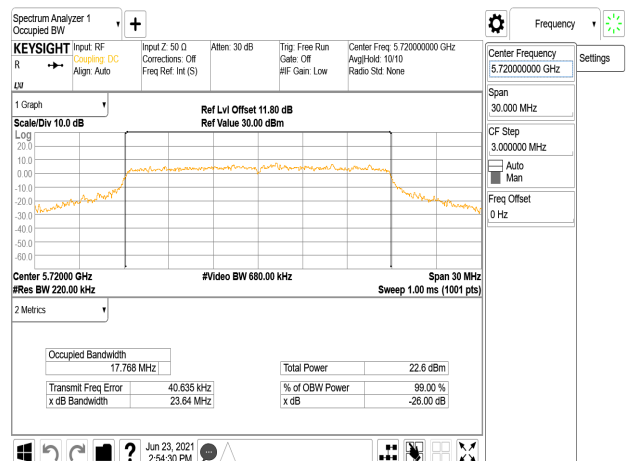 Spectrum Analyzer 1
Occupied BW
Frequency
KEYSIGHT
R
Input: RF
Coupling: DC
Align: Auto
Input Z: 50 Ω
Corrections: Off
Freq Ref: Int (S)
Atten: 30 dB
Trig: Free Run
Gate: Off
#IF Gain: Low
Center Freq: 5.720000000 GHz
Avg|Hold: 10/10
Radio Std: None
Center Frequency
5.720000000 GHz
Settings
Span
30.000 MHz
CF Step
3.000000 MHz
Auto
Man
Freq Offset
0 Hz
1 Graph
Ref Lvl Offset 11.80 dB
Scale/Div 10.0 dB
Ref Value 30.00 dBm
Log
20.0
10.0
0.00
-10.0
-20.0
-30.0
-40.0
-50.0
-60.0
Center 5.72000 GHz
#Video BW 680.00 kHz
Span 30 MHz
#Res BW 220.00 kHz
Sweep 1.00 ms (1001 pts)
2 Metrics
Occupied Bandwidth
17.768 MHz
Total Power 22.6 dBm
Transmit Freq Error 40.635 kHz
% of OBW Power 99.00 %
x dB Bandwidth 23.64 MHz
x dB -26.00 dB
?
Jun 23, 2021
2:54:30 PM